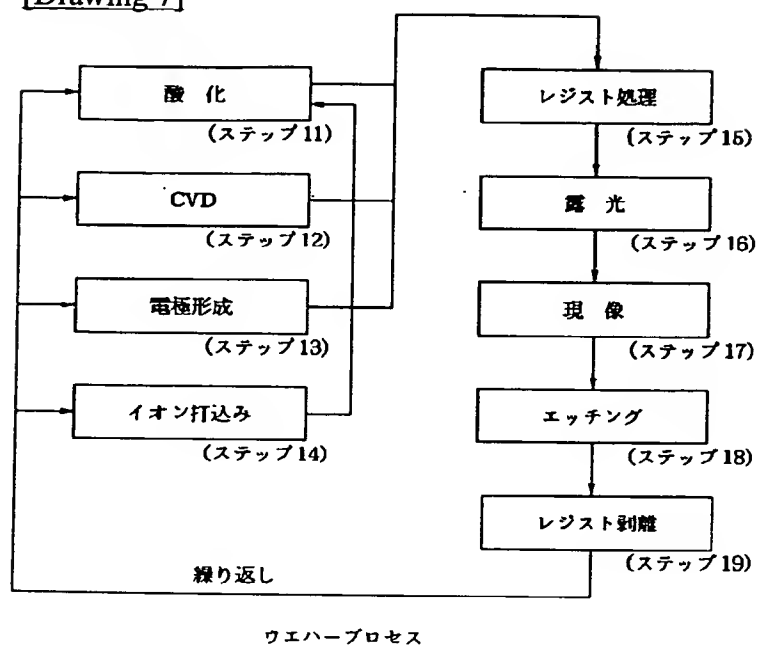 [Drawing 7]
酸 化
(ステップ11)
CVD
(ステップ12)
電極形成
(ステップ13)
イオン打込み
(ステップ14)
レジスト処理
(ステップ15)
露 光
(ステップ16)
現 像
(ステップ17)
エッチング
(ステップ18)
レジスト剥離
(ステップ19)
繰り返し
ウエハープロセス